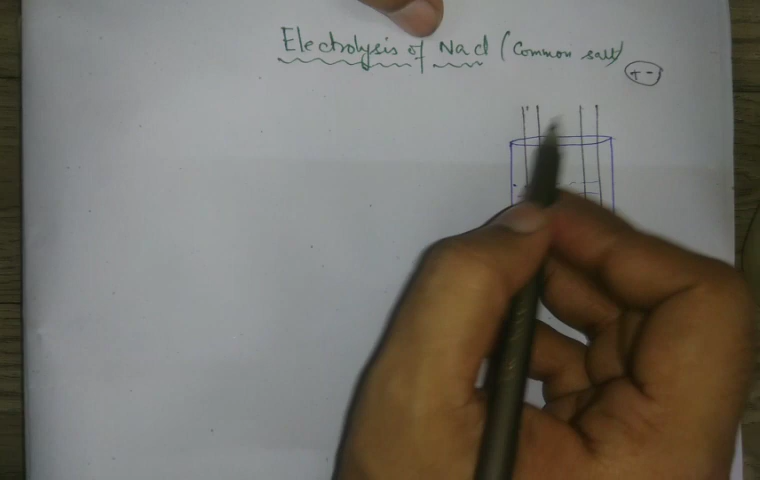 Electrolysis of Nacl (Common salt)
+ -